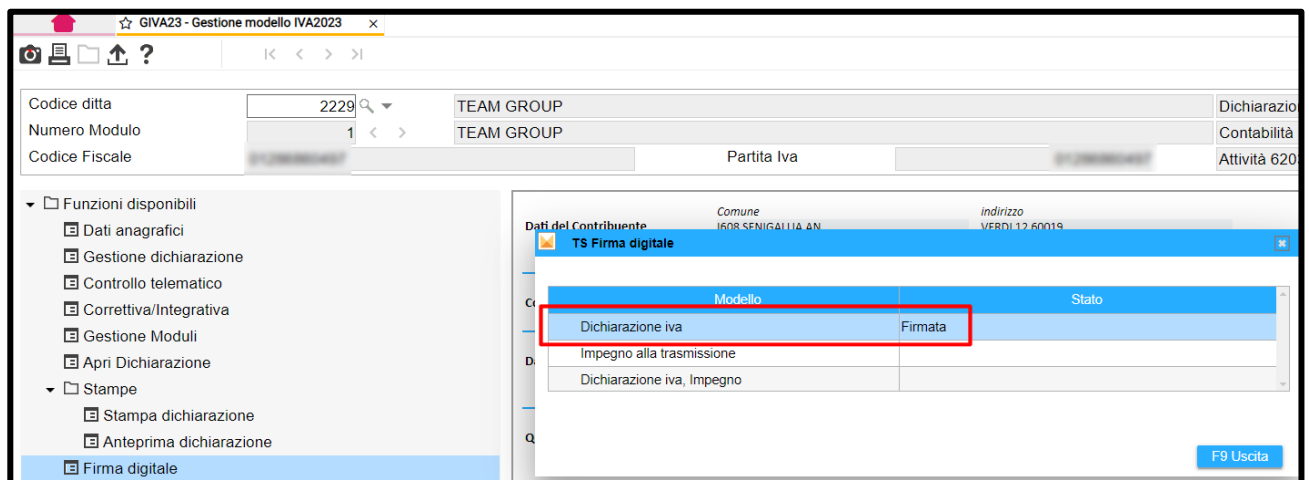 GIVA23 - Gestione modello IVA2023 x
?
Codice ditta 2229 TEAM GROUP Dichiarazio
Numero Modulo 1 TEAM GROUP Contabilità
Codice Fiscale Partita Iva Attività 620
Funzioni disponibili
Dati anagrafici
Gestione dichiarazione
Controllo telematico
Correttiva/Integrativa
Gestione Moduli
Apri Dichiarazione
Stampe
Stampa dichiarazione
Anteprima dichiarazione
Firma digitale
Comune indirizzo
Dati del Contribuente I608 SENIGALLIA AN VERDI 12 60019
TS Firma digitale
Modello Stato
Dichiarazione iva Firmata
Impegno alla trasmissione
Dichiarazione iva, Impegno
F9 Uscita